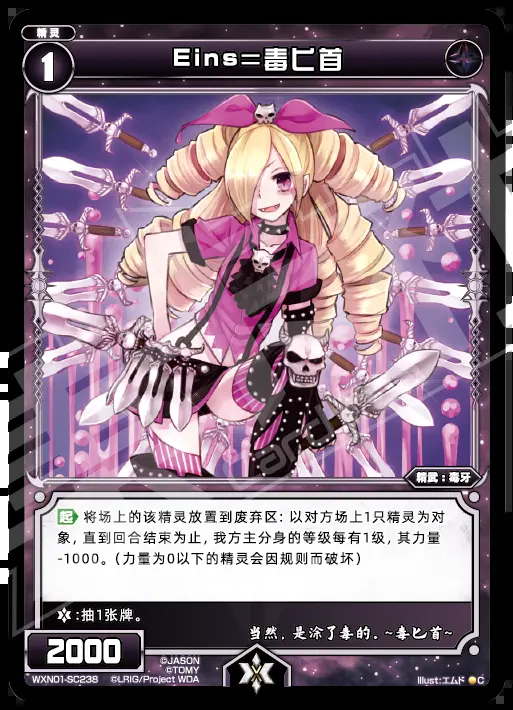 精灵
1
Eins=毒匕首
精武：毒牙
起 将场上的该精灵放置到废弃区：以对方场上1只精灵为对
象，直到回合结束为止，我方主分身的等级每有1级，其力量
-1000。（力量为0以下的精灵会因规则而破坏）
:抽1张牌。
当然，是涂了毒的。~毒匕首~
2000
©JASON
©TOMY
WXN01-SC238 ©LRIG/Project WDA
Illust:エムド C